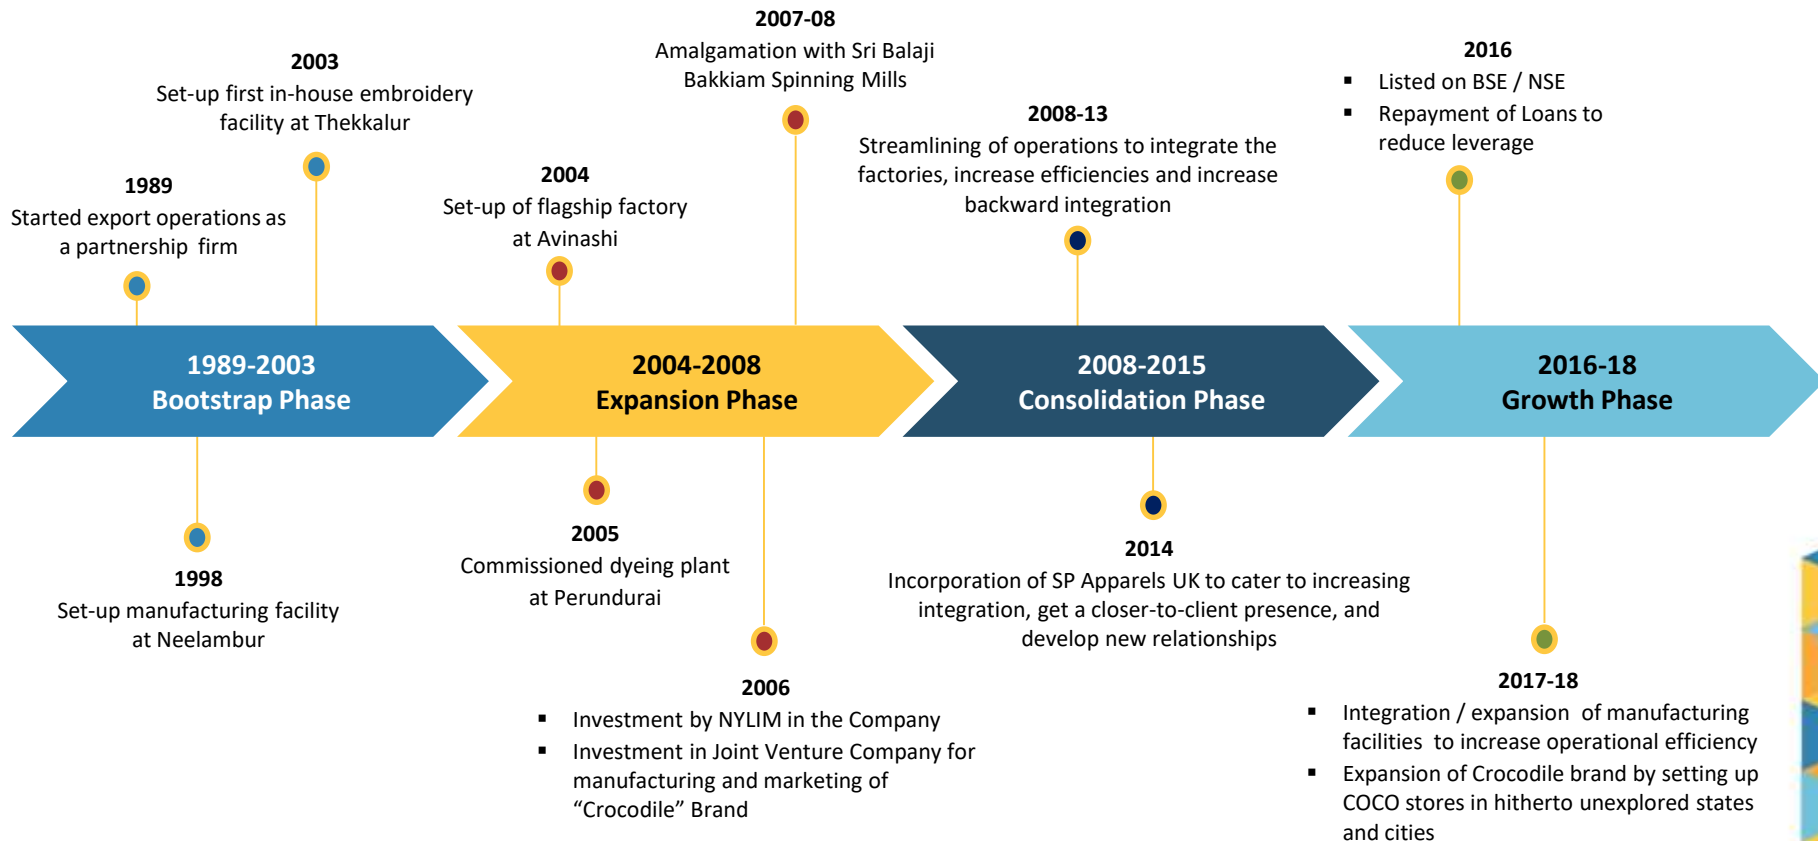 2007-08
Amalgamation with Sri Balaji
Bakkiam Spinning Mills
2003
Set-up first in-house embroidery
facility at Thekkalur
2016
▪ Listed on BSE / NSE
▪ Repayment of Loans to
reduce leverage
2008-13
Streamlining of operations to integrate the
factories, increase efficiencies and increase
backward integration
1989
Started export operations as
a partnership firm
2004
Set-up of flagship factory
at Avinashi
1989-2003
Bootstrap Phase
2004-2008
Expansion Phase
2008-2015
Consolidation Phase
2016-18
Growth Phase
1998
Set-up manufacturing facility
at Neelambur
2005
Commissioned dyeing plant
at Perundurai
2006
▪ Investment by NYLIM in the Company
▪ Investment in Joint Venture Company for
manufacturing and marketing of
“Crocodile” Brand
2014
Incorporation of SP Apparels UK to cater to increasing
integration, get a closer-to-client presence, and
develop new relationships
2017-18
▪ Integration / expansion of manufacturing
facilities to increase operational efficiency
▪ Expansion of Crocodile brand by setting up
COCO stores in hitherto unexplored states
and cities